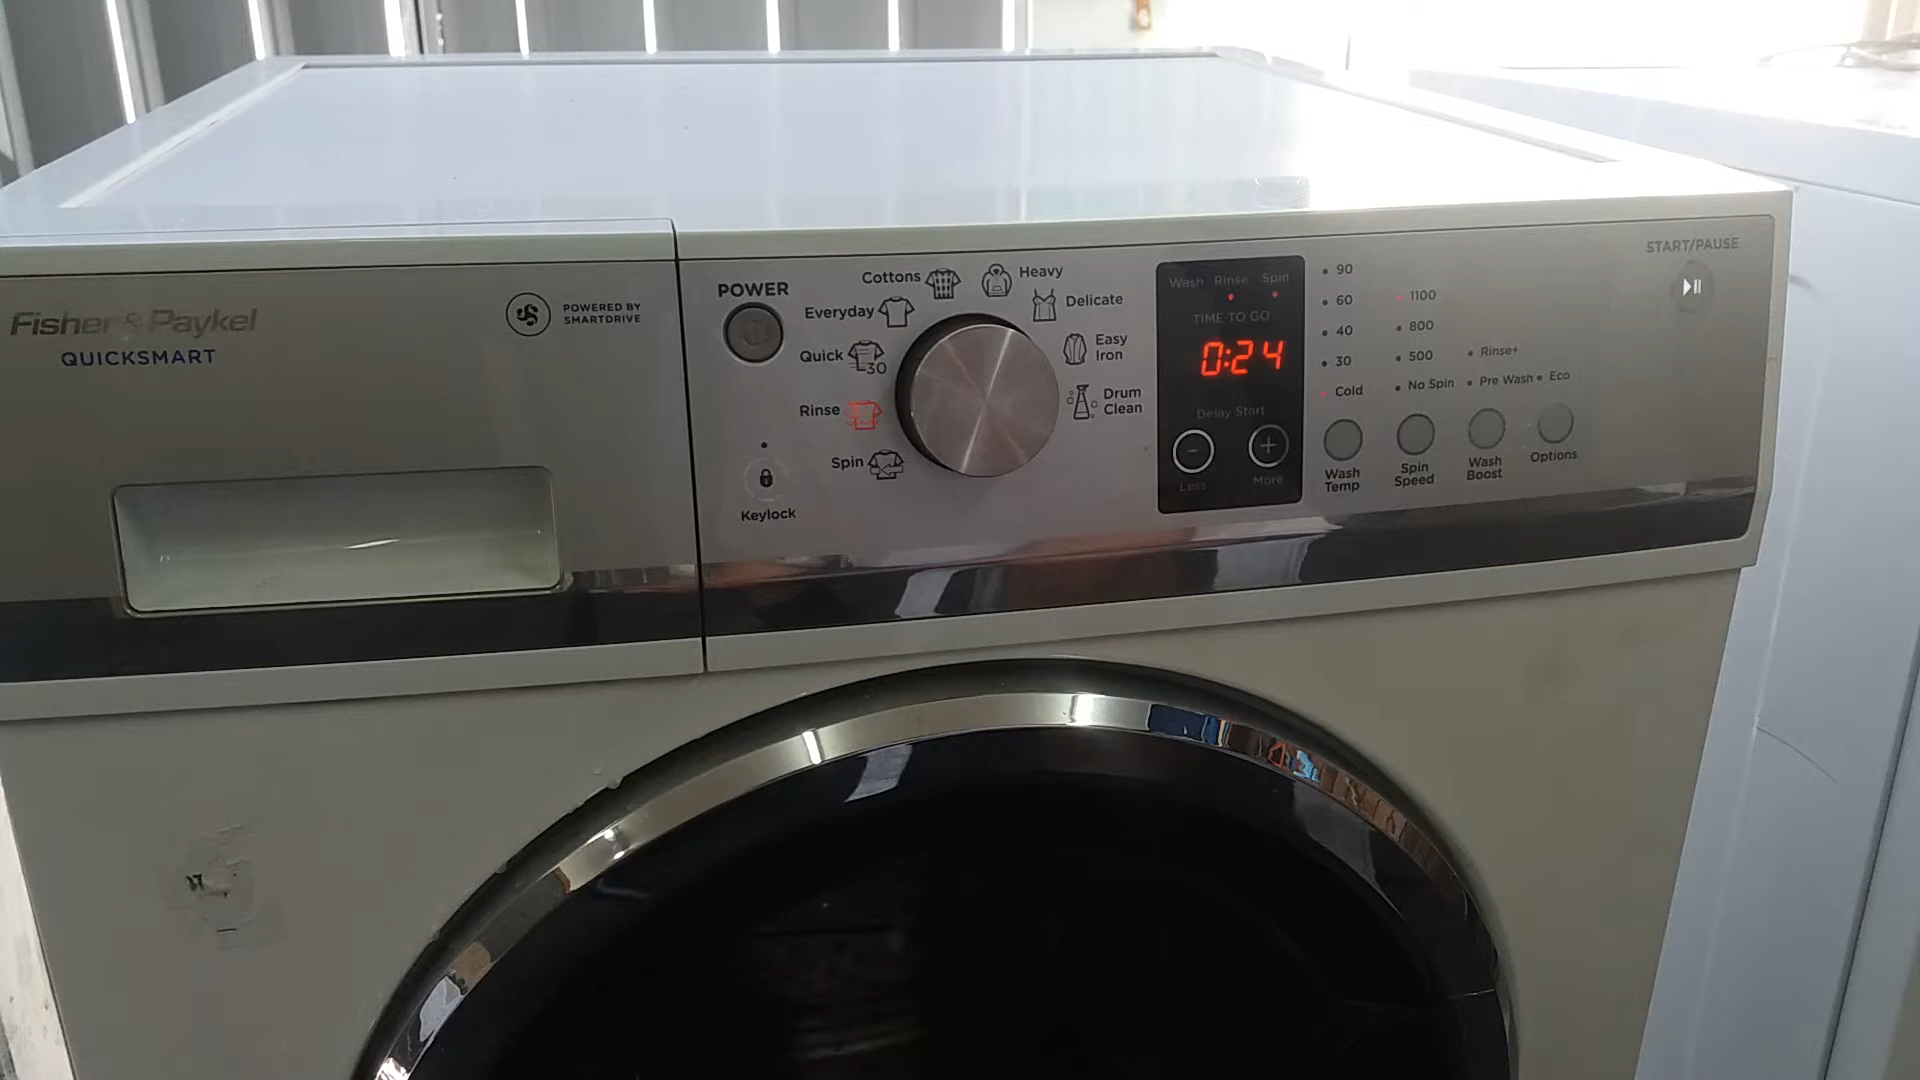 Fisher & Paykel
QUICKSMART
POWERED BY
SMARTDRIVE
POWER
Keylock
Cottons
Everyday
Quick
30
Rinse
Spin
Heavy
Delicate
Easy
Iron
Drum
Clean
Wash Rinse Spin
TIME TO GO
0:24
Delay Start
- +
Less More
90
60
40
30
Cold
Wash
Temp
1100
800
500
No Spin
Spin
Speed
Rinse+
Pre Wash
Wash
Boost
Eco
Options
START/PAUSE